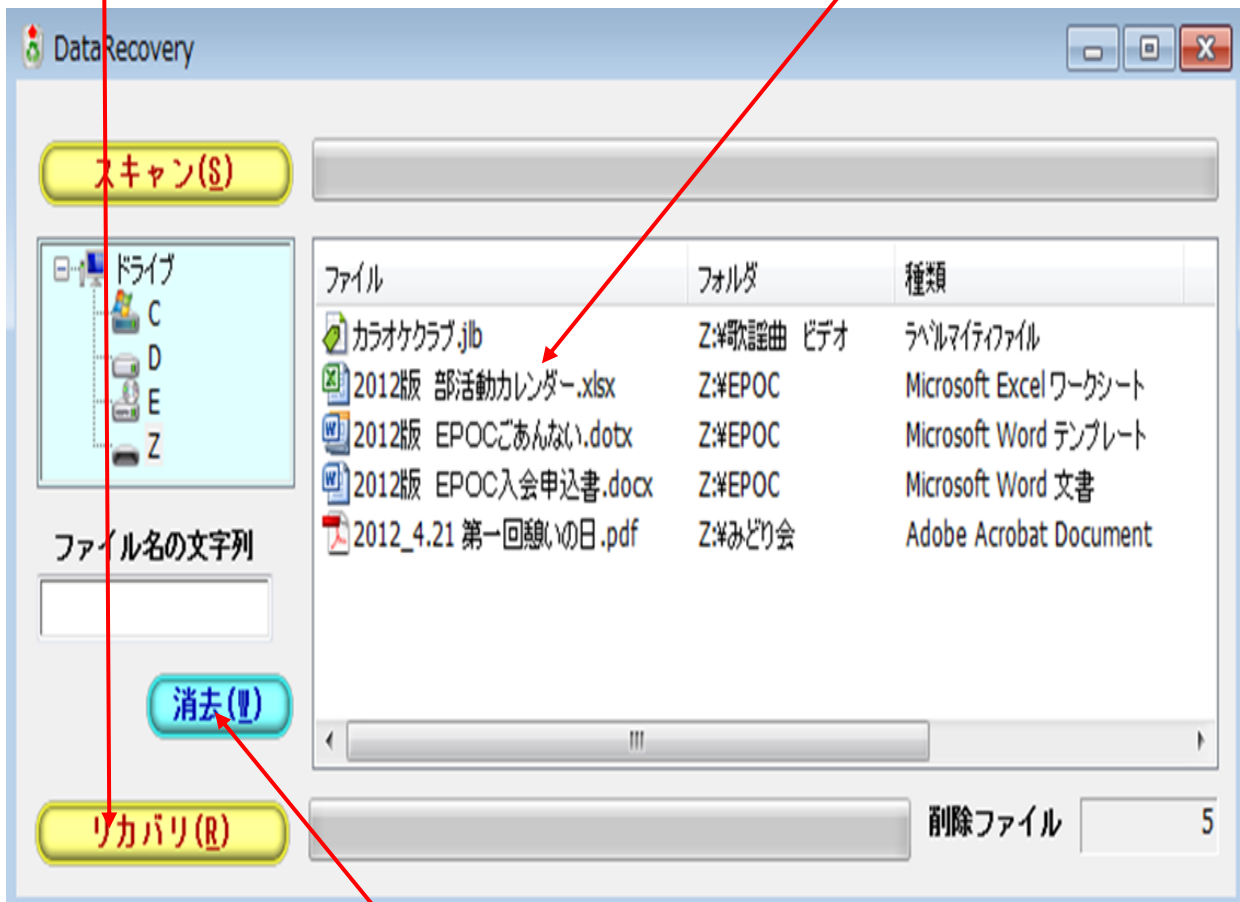 DataRecovery
スキャン(S)
ドライブ
C
D
E
Z
ファイル名の文字列
消去(W)
リカバリ(R)
ファイル フォルダ 種類
カラオケクラブ.jlb Z:¥歌謡曲 ビデオ ラベルマイティファイル
2012版 部活動カレンダー.xlsx Z:¥EPOC Microsoft Excel ワークシート
2012版 EPOCごあんない.dotx Z:¥EPOC Microsoft Word テンプレート
2012版 EPOC入会申込書.docx Z:¥EPOC Microsoft Word 文書
2012_4.21 第一回憩いの日.pdf Z:¥みどり会 Adobe Acrobat Document
削除ファイル 5